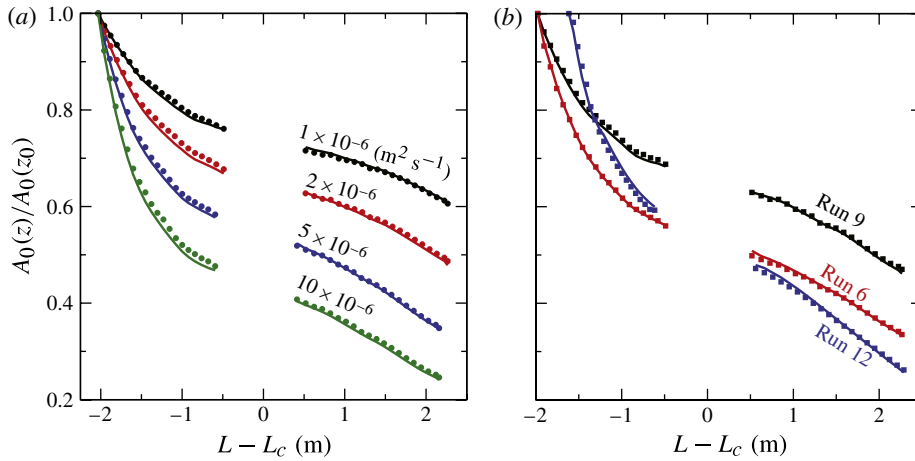 (a)
1.0
0.8
0.6
0.4
0.2
A₀(z)/A₀(z₀)
1 × 10⁻⁶ (m² s⁻¹)
2 × 10⁻⁶
5 × 10⁻⁶
10 × 10⁻⁶
−2 −1 0 1 2
L − L_c (m)
(b)
Run 9
Run 6
Run 12
−2 −1 0 1 2
L − L_c (m)